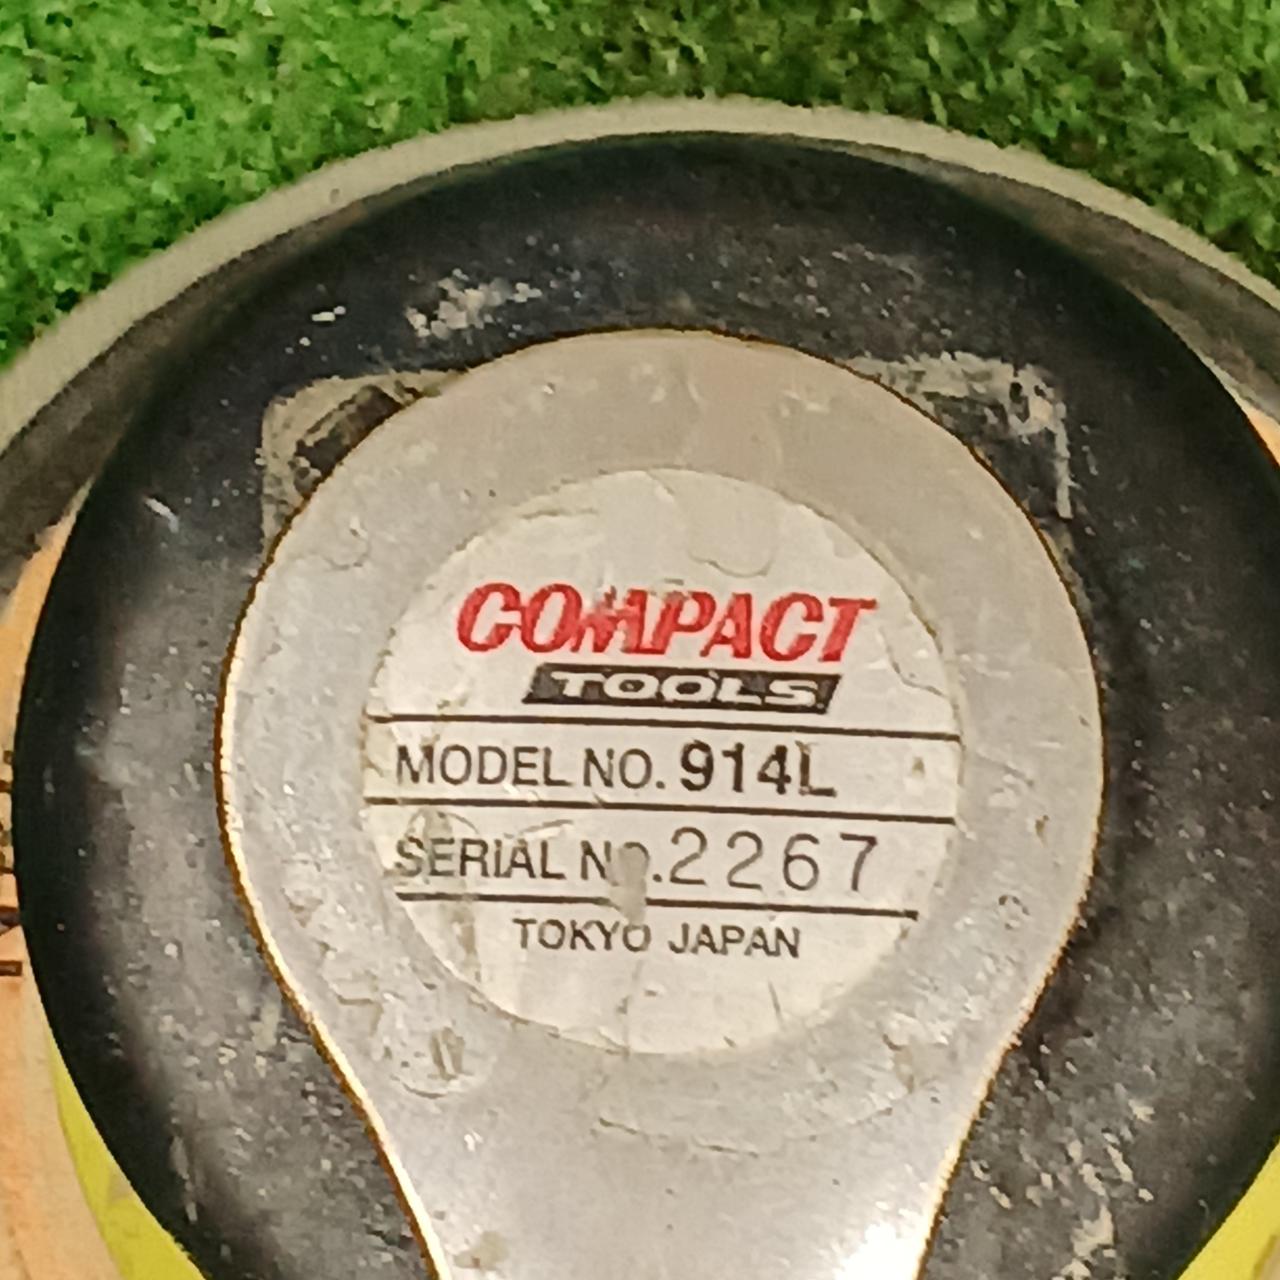 COMPACT
TOOLS
MODEL NO. 914L
SERIAL NO. 2267
TOKYO JAPAN